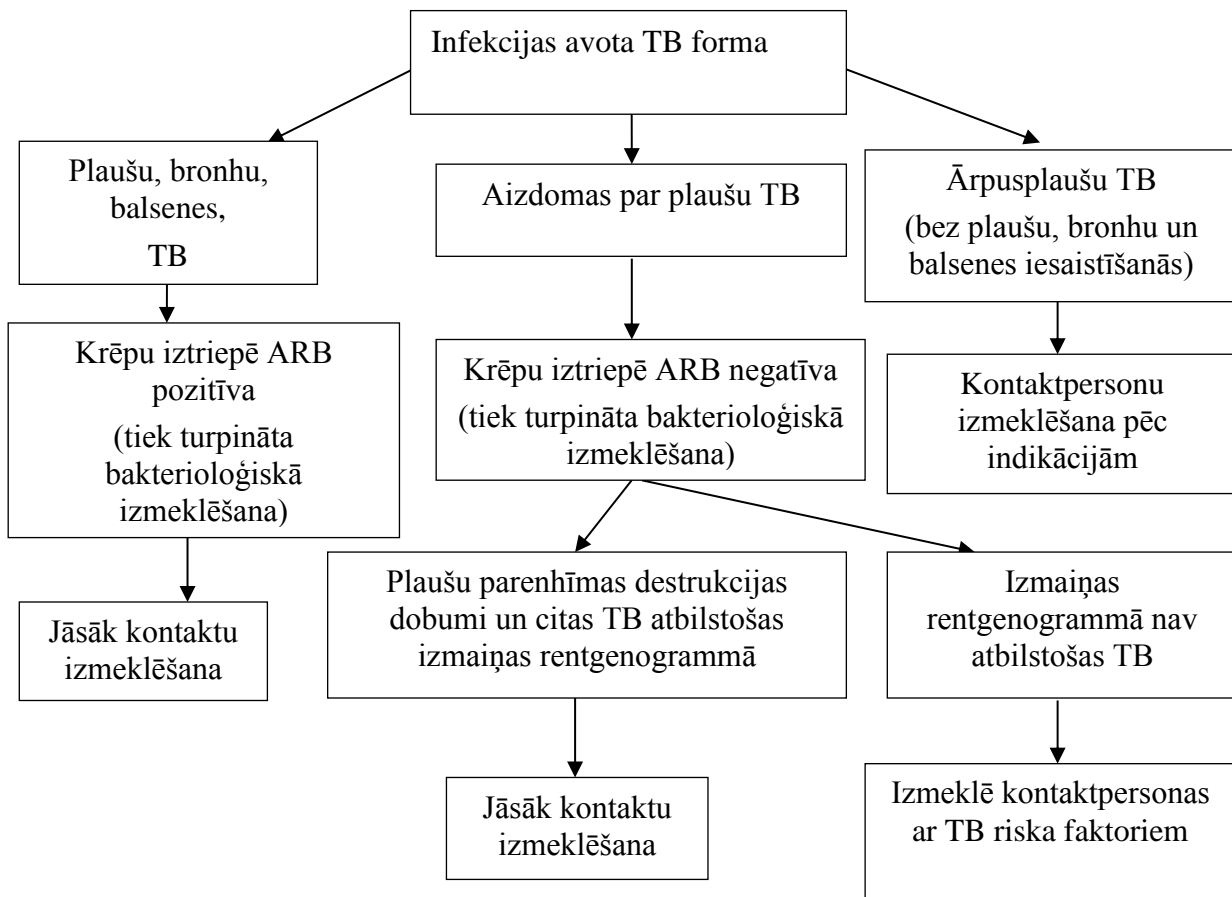 Infekcijas avota TB forma
Plaušu, bronhu,
balsenes,
TB
Aizdomas par plaušu TB
Ārpusplaušu TB
(bez plaušu, bronhu un
balsenes iesaistīšanās)
Krēpu iztriepē ARB
pozitīva
(tiek turpināta
bakterioloģiskā
izmeklēšana)
Krēpu iztriepē ARB negatīva
(tiek turpināta bakterioloģiskā
izmeklēšana)
Kontaktpersonu
izmeklēšana pēc
indikācijām
Jāsāk kontaktu
izmeklēšana
Plaušu parenhīmas destrukcijas
dobumi un citas TB atbilstošas
izmaiņas rentgenogrammā
Izmaiņas
rentgenogrammā nav
atbilstošas TB
Jāsāk kontaktu
izmeklēšana
Izmeklē kontaktpersonas
ar TB riska faktoriem